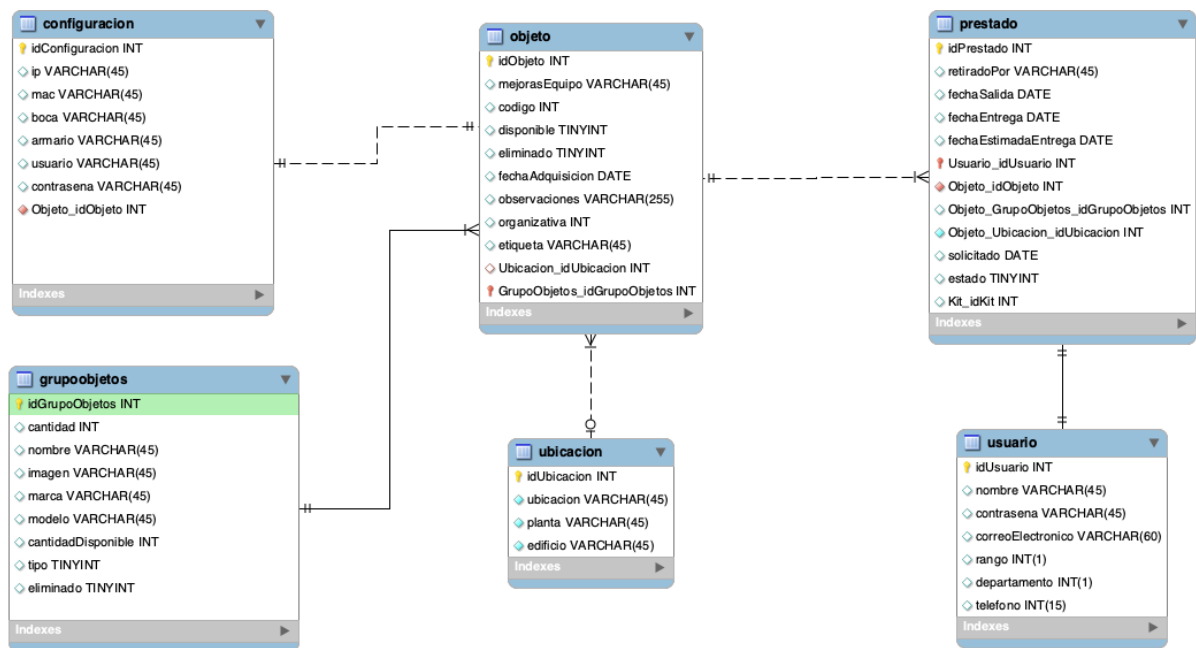 configuracion
idConfiguracion INT
ip VARCHAR(45)
mac VARCHAR(45)
boca VARCHAR(45)
armario VARCHAR(45)
usuario VARCHAR(45)
contrasena VARCHAR(45)
Objeto_idObjeto INT
Indexes
objeto
idObjeto INT
mejorasEquipo VARCHAR(45)
codigo INT
disponible TINYINT
eliminado TINYINT
fechaAdquisicion DATE
observaciones VARCHAR(255)
organizativa INT
etiqueta VARCHAR(45)
Ubicacion_idUbicacion INT
GrupoObjetos_idGrupoObjetos INT
Indexes
prestado
idPrestado INT
retiradoPor VARCHAR(45)
fechaSalida DATE
fechaEntrega DATE
fechaEstimadaEntrega DATE
Usuario_idUsuario INT
Objeto_idObjeto INT
Objeto_GrupoObjetos_idGrupoObjetos INT
Objeto_Ubicacion_idUbicacion INT
solicitado DATE
estado TINYINT
Kit_idKit INT
Indexes
grupoobjetos
idGrupoObjetos INT
cantidad INT
nombre VARCHAR(45)
imagen VARCHAR(45)
marca VARCHAR(45)
modelo VARCHAR(45)
cantidadDisponible INT
tipo TINYINT
eliminado TINYINT
Indexes
ubicacion
idUbicacion INT
ubicacion VARCHAR(45)
planta VARCHAR(45)
edificio VARCHAR(45)
Indexes
usuario
idUsuario INT
nombre VARCHAR(45)
contrasena VARCHAR(45)
correoElectronico VARCHAR(60)
rango INT(1)
departamento INT(1)
telefono INT(15)
Indexes